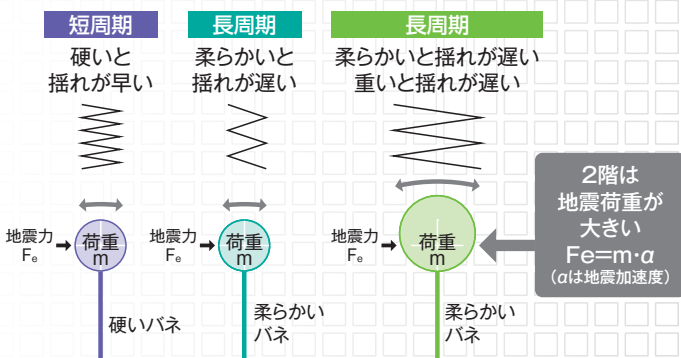 短周期
硬いと
揺れが早い
長周期
柔らかいと
揺れが遅い
長周期
柔らかいと揺れが遅い
重いと揺れが遅い
地震力
Fe
荷重
m
硬いバネ
地震力
Fe
荷重
m
柔らかい
バネ
地震力
Fe
荷重
m
柔らかい
バネ
2階は
地震荷重が
大きい
Fe=m·α
(αは地震加速度)